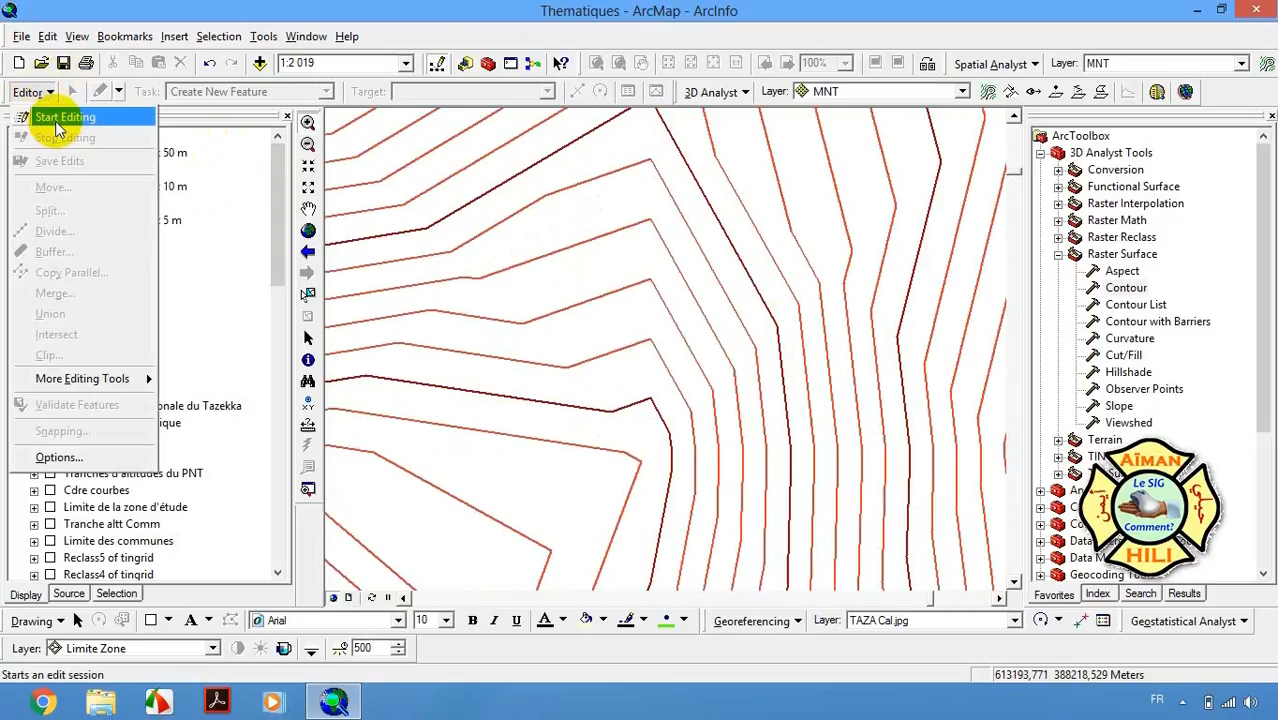 Thematiques - ArcMap - ArcInfo
File Edit View Bookmarks Insert Selection Tools Window Help
1:2 019 100% Spatial Analyst Layer: MNT
Editor Task: Create New Feature Target: 3D Analyst Layer: MNT
Start Editing
Stop Editing
Save Edits
Move...
Split...
Divide...
Buffer...
Copy Parallel...
Merge...
Union
Intersect
Clip...
More Editing Tools
Validate Features
Snapping...
Options...
50 m
10 m
5 m
onale du Tazekka
ique
Tranches d'altitudes du PNT
Cdre courbes
Limite de la zone d'étude
Tranche altt Comm
Limite des communes
Reclass5 of tingrid
Reclass4 of tingrid
Display Source Selection
ArcToolbox
3D Analyst Tools
Conversion
Functional Surface
Raster Interpolation
Raster Math
Raster Reclass
Raster Surface
Aspect
Contour
Contour List
Contour with Barriers
Curvature
Cut/Fill
Hillshade
Observer Points
Slope
Viewshed
Terrain
TIN
Geocoding Tools
AÏMAN
Le SIG
Comment?
HILI
Favorites Index Search Results
Drawing Arial 10 B I U A Georeferencing Layer: TAZA Cal.jpg Geostatistical Analyst
Layer: Limite Zone 500
Starts an edit session 613193,771 388218,529 Meters
FR